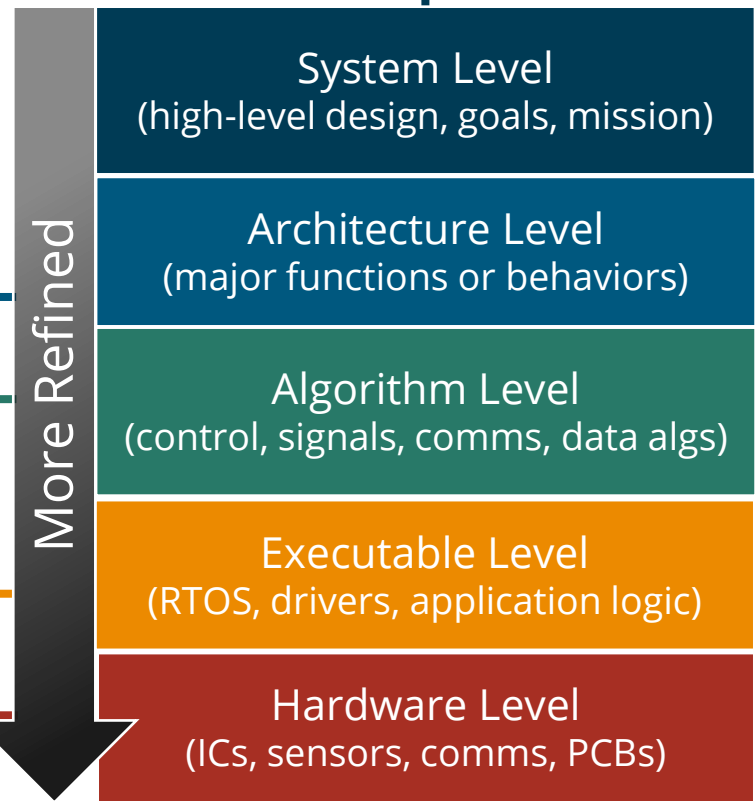 System Level
(high-level design, goals, mission)
Architecture Level
(major functions or behaviors)
Algorithm Level
(control, signals, comms, data algs)
Executable Level
(RTOS, drivers, application logic)
Hardware Level
(ICs, sensors, comms, PCBs)
More Refined